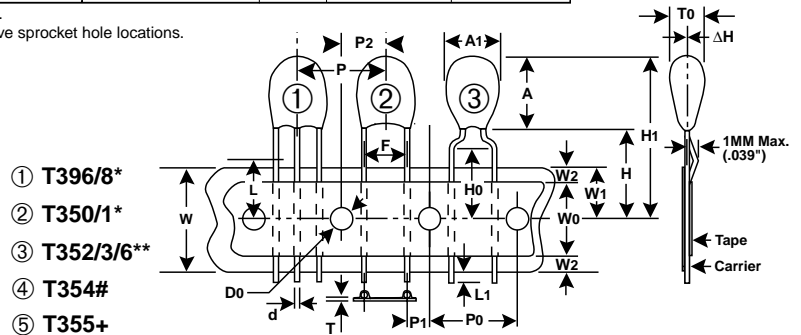 ve sprocket hole locations.
T0
ΔH
P2
A1
P
① ② ③
A
H1
H
1MM Max.
(.039")
F
L
H0
W2
W1
W
W0
W2
① T396/8*
② T350/1*
③ T352/3/6**
④ T354#
⑤ T355+
Tape
Carrier
D0
d
T
P1
P0
L1